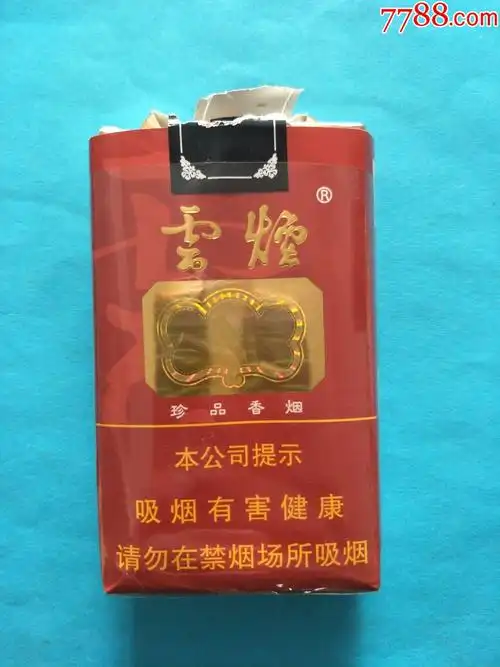 7788.com
雲煙®
珍品香烟
本公司提示
吸烟有害健康
请勿在禁烟场所吸烟